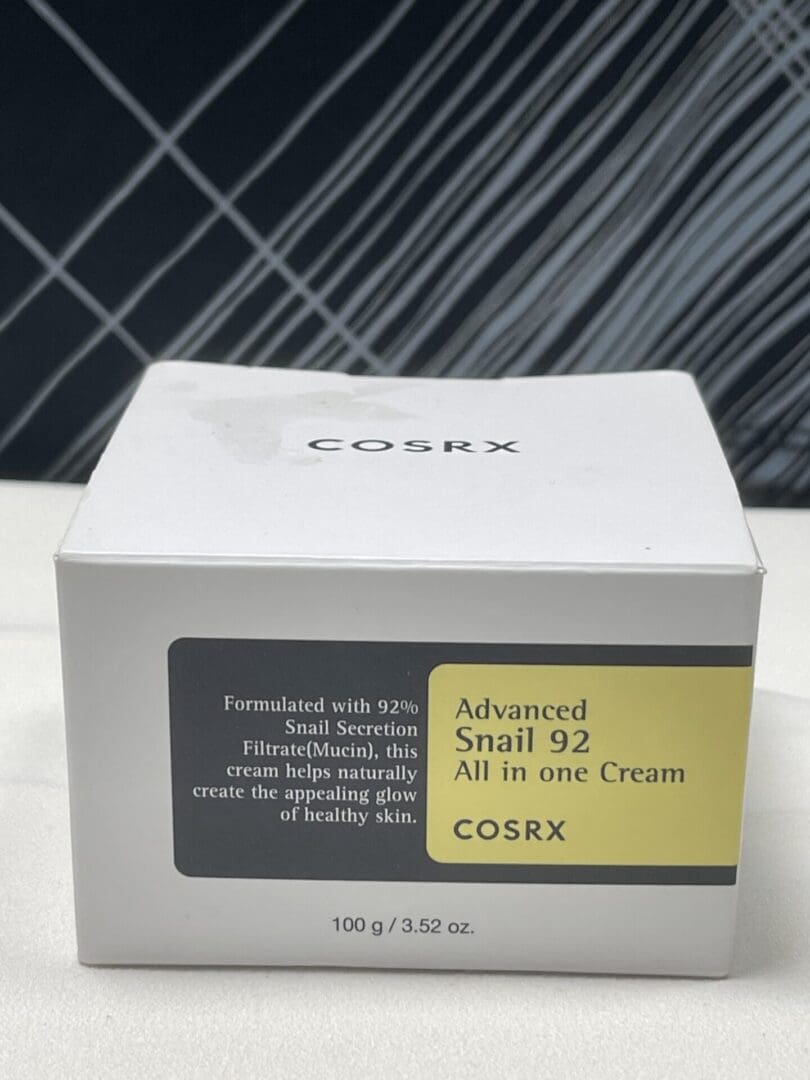 COSRX
Formulated with 92%
Snail Secretion
Filtrate(Mucin), this
cream helps naturally
create the appealing glow
of healthy skin.
Advanced
Snail 92
All in one Cream
COSRX
100 g / 3.52 oz.